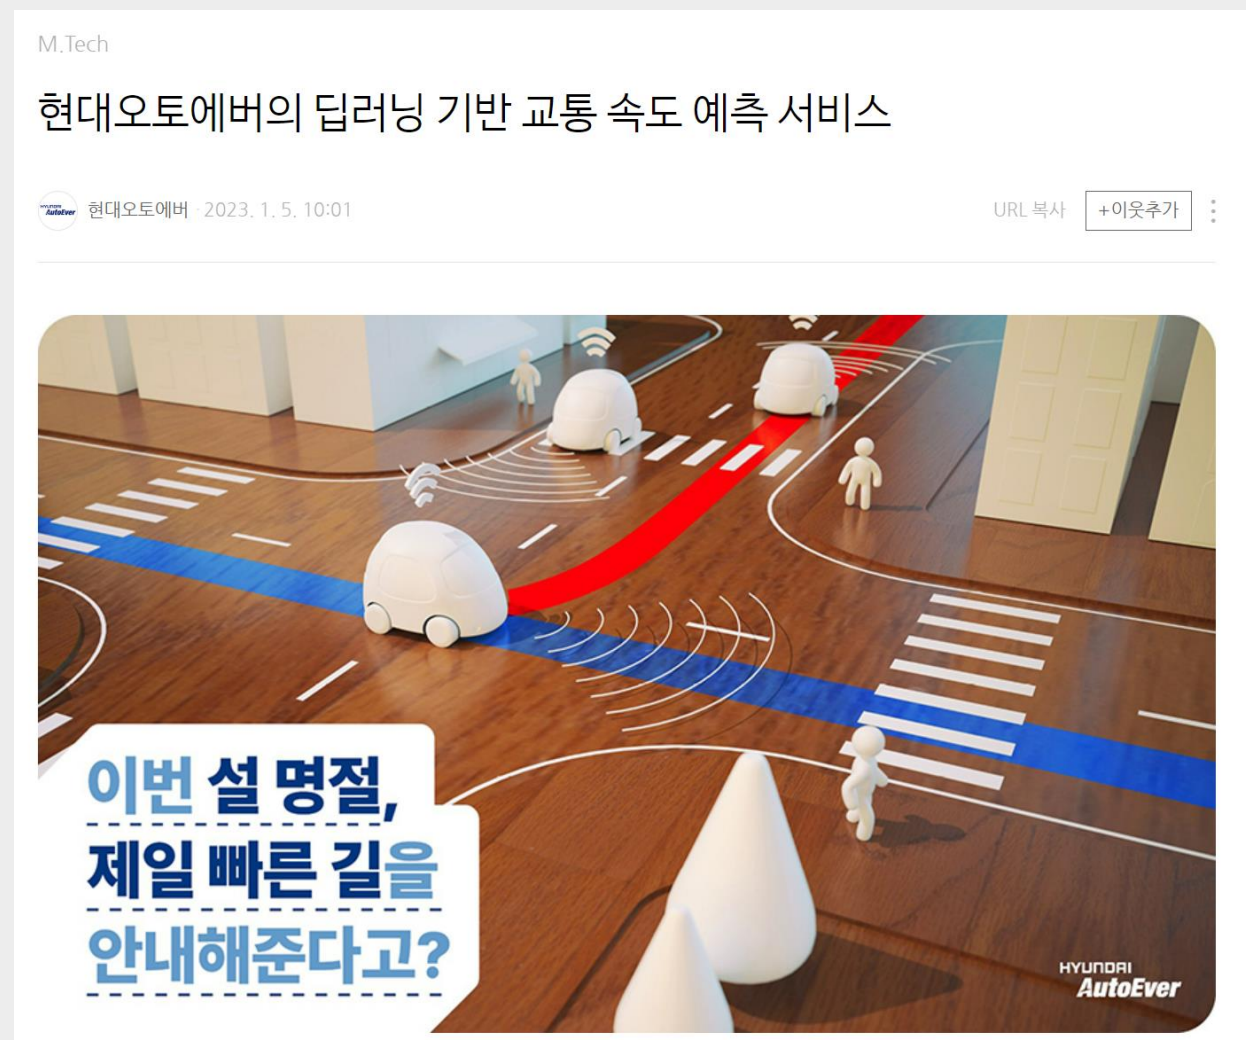 M.Tech
현대오토에버의 딥러닝 기반 교통 속도 예측 서비스
HYUNDAI
AutoEver
현대오토에버 · 2023. 1. 5. 10:01
URL 복사
+이웃추가
이번 설 명절,
제일 빠른 길을
안내해준다고?
HYUNDAI
AutoEver